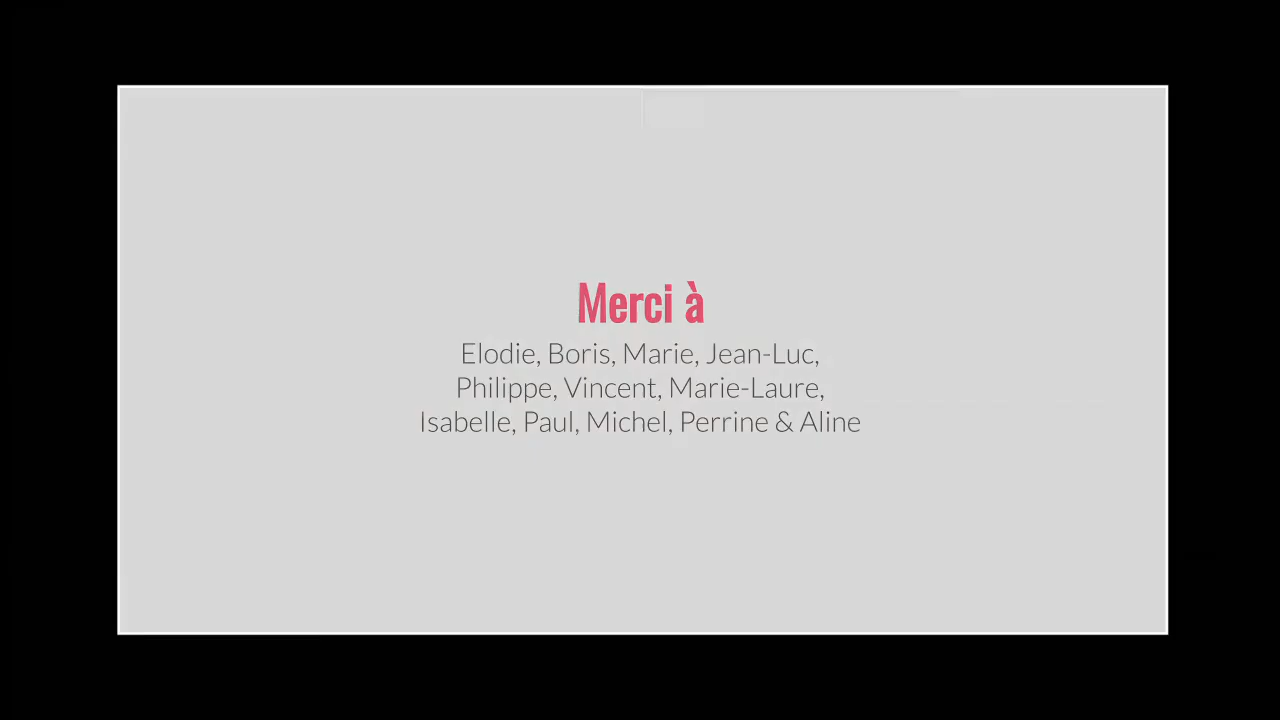 Merci à
Elodie, Boris, Marie, Jean-Luc,
Philippe, Vincent, Marie-Laure,
Isabelle, Paul, Michel, Perrine & Aline